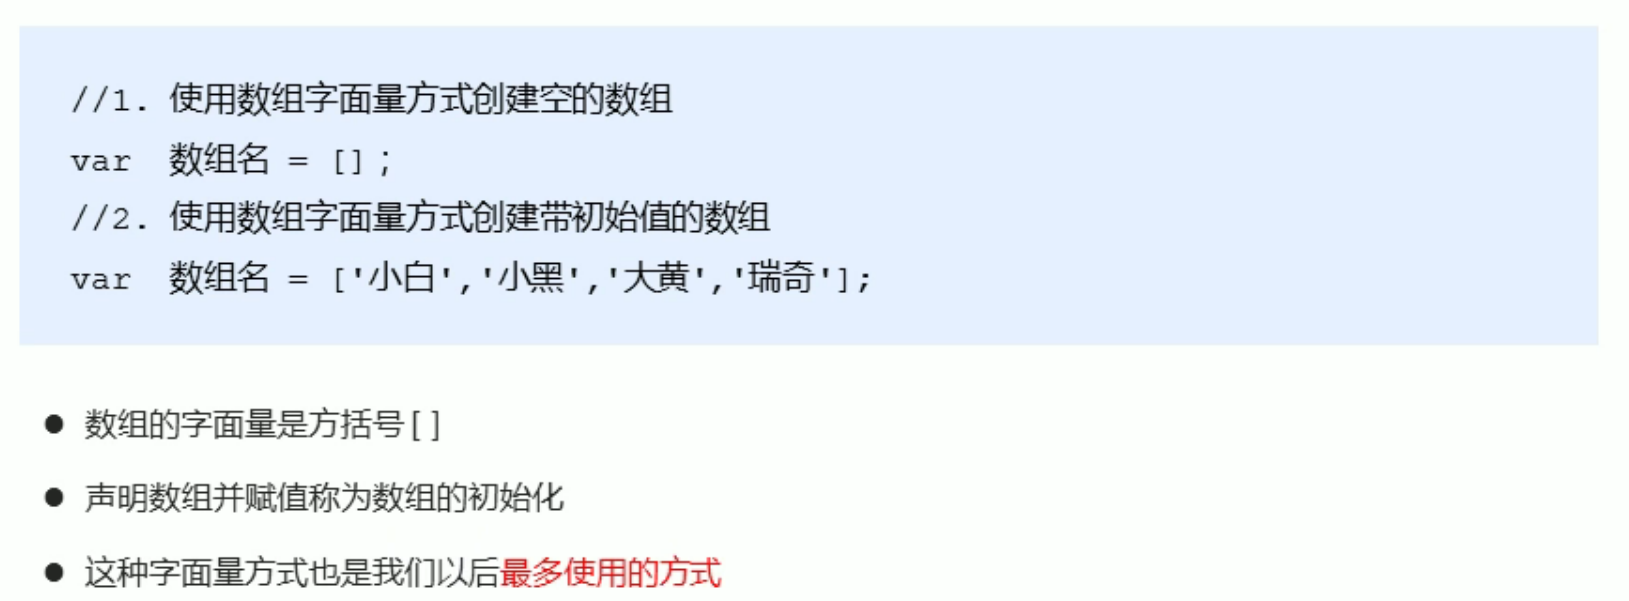 //1. 使用数组字面量方式创建空的数组
var  数组名 = [];
//2. 使用数组字面量方式创建带初始值的数组
var  数组名 = ['小白','小黑','大黄','瑞奇'];
● 数组的字面量是方括号[]
● 声明数组并赋值称为数组的初始化
● 这种字面量方式也是我们以后最多使用的方式